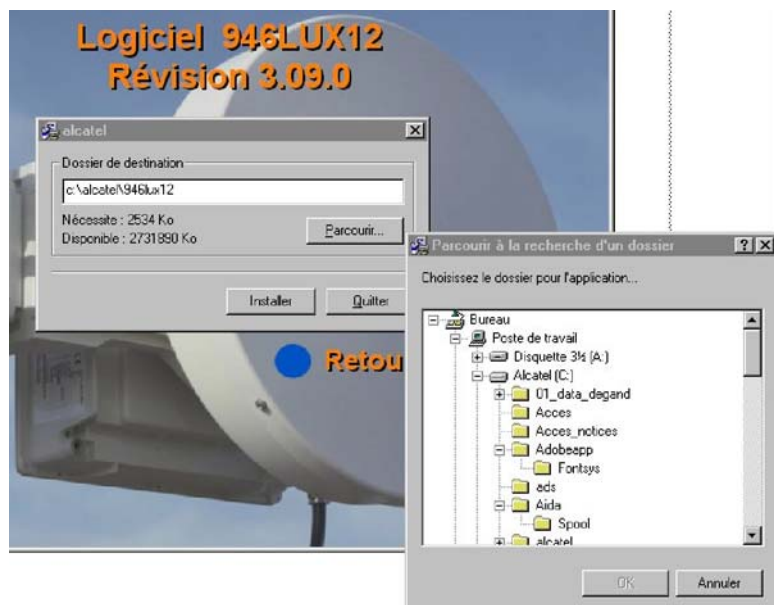 Logiciel 946LUX12
Révision 3.09.0
alcatel
Dossier de destination
c:\alcatel\946lux12
Nécessite : 2534 Ko
Disponible : 2731890 Ko
Parcourir...
Installer
Quitter
Retou
Parcourir à la recherche d'un dossier
Choisissez le dossier pour l'application...
Bureau
Poste de travail
Disquette 3½ (A:)
Alcatel (C:)
01_data_degand
Acces
Acces_notices
Adobeapp
Fontsys
ads
Aida
Spool
alcatel
OK
Annuler